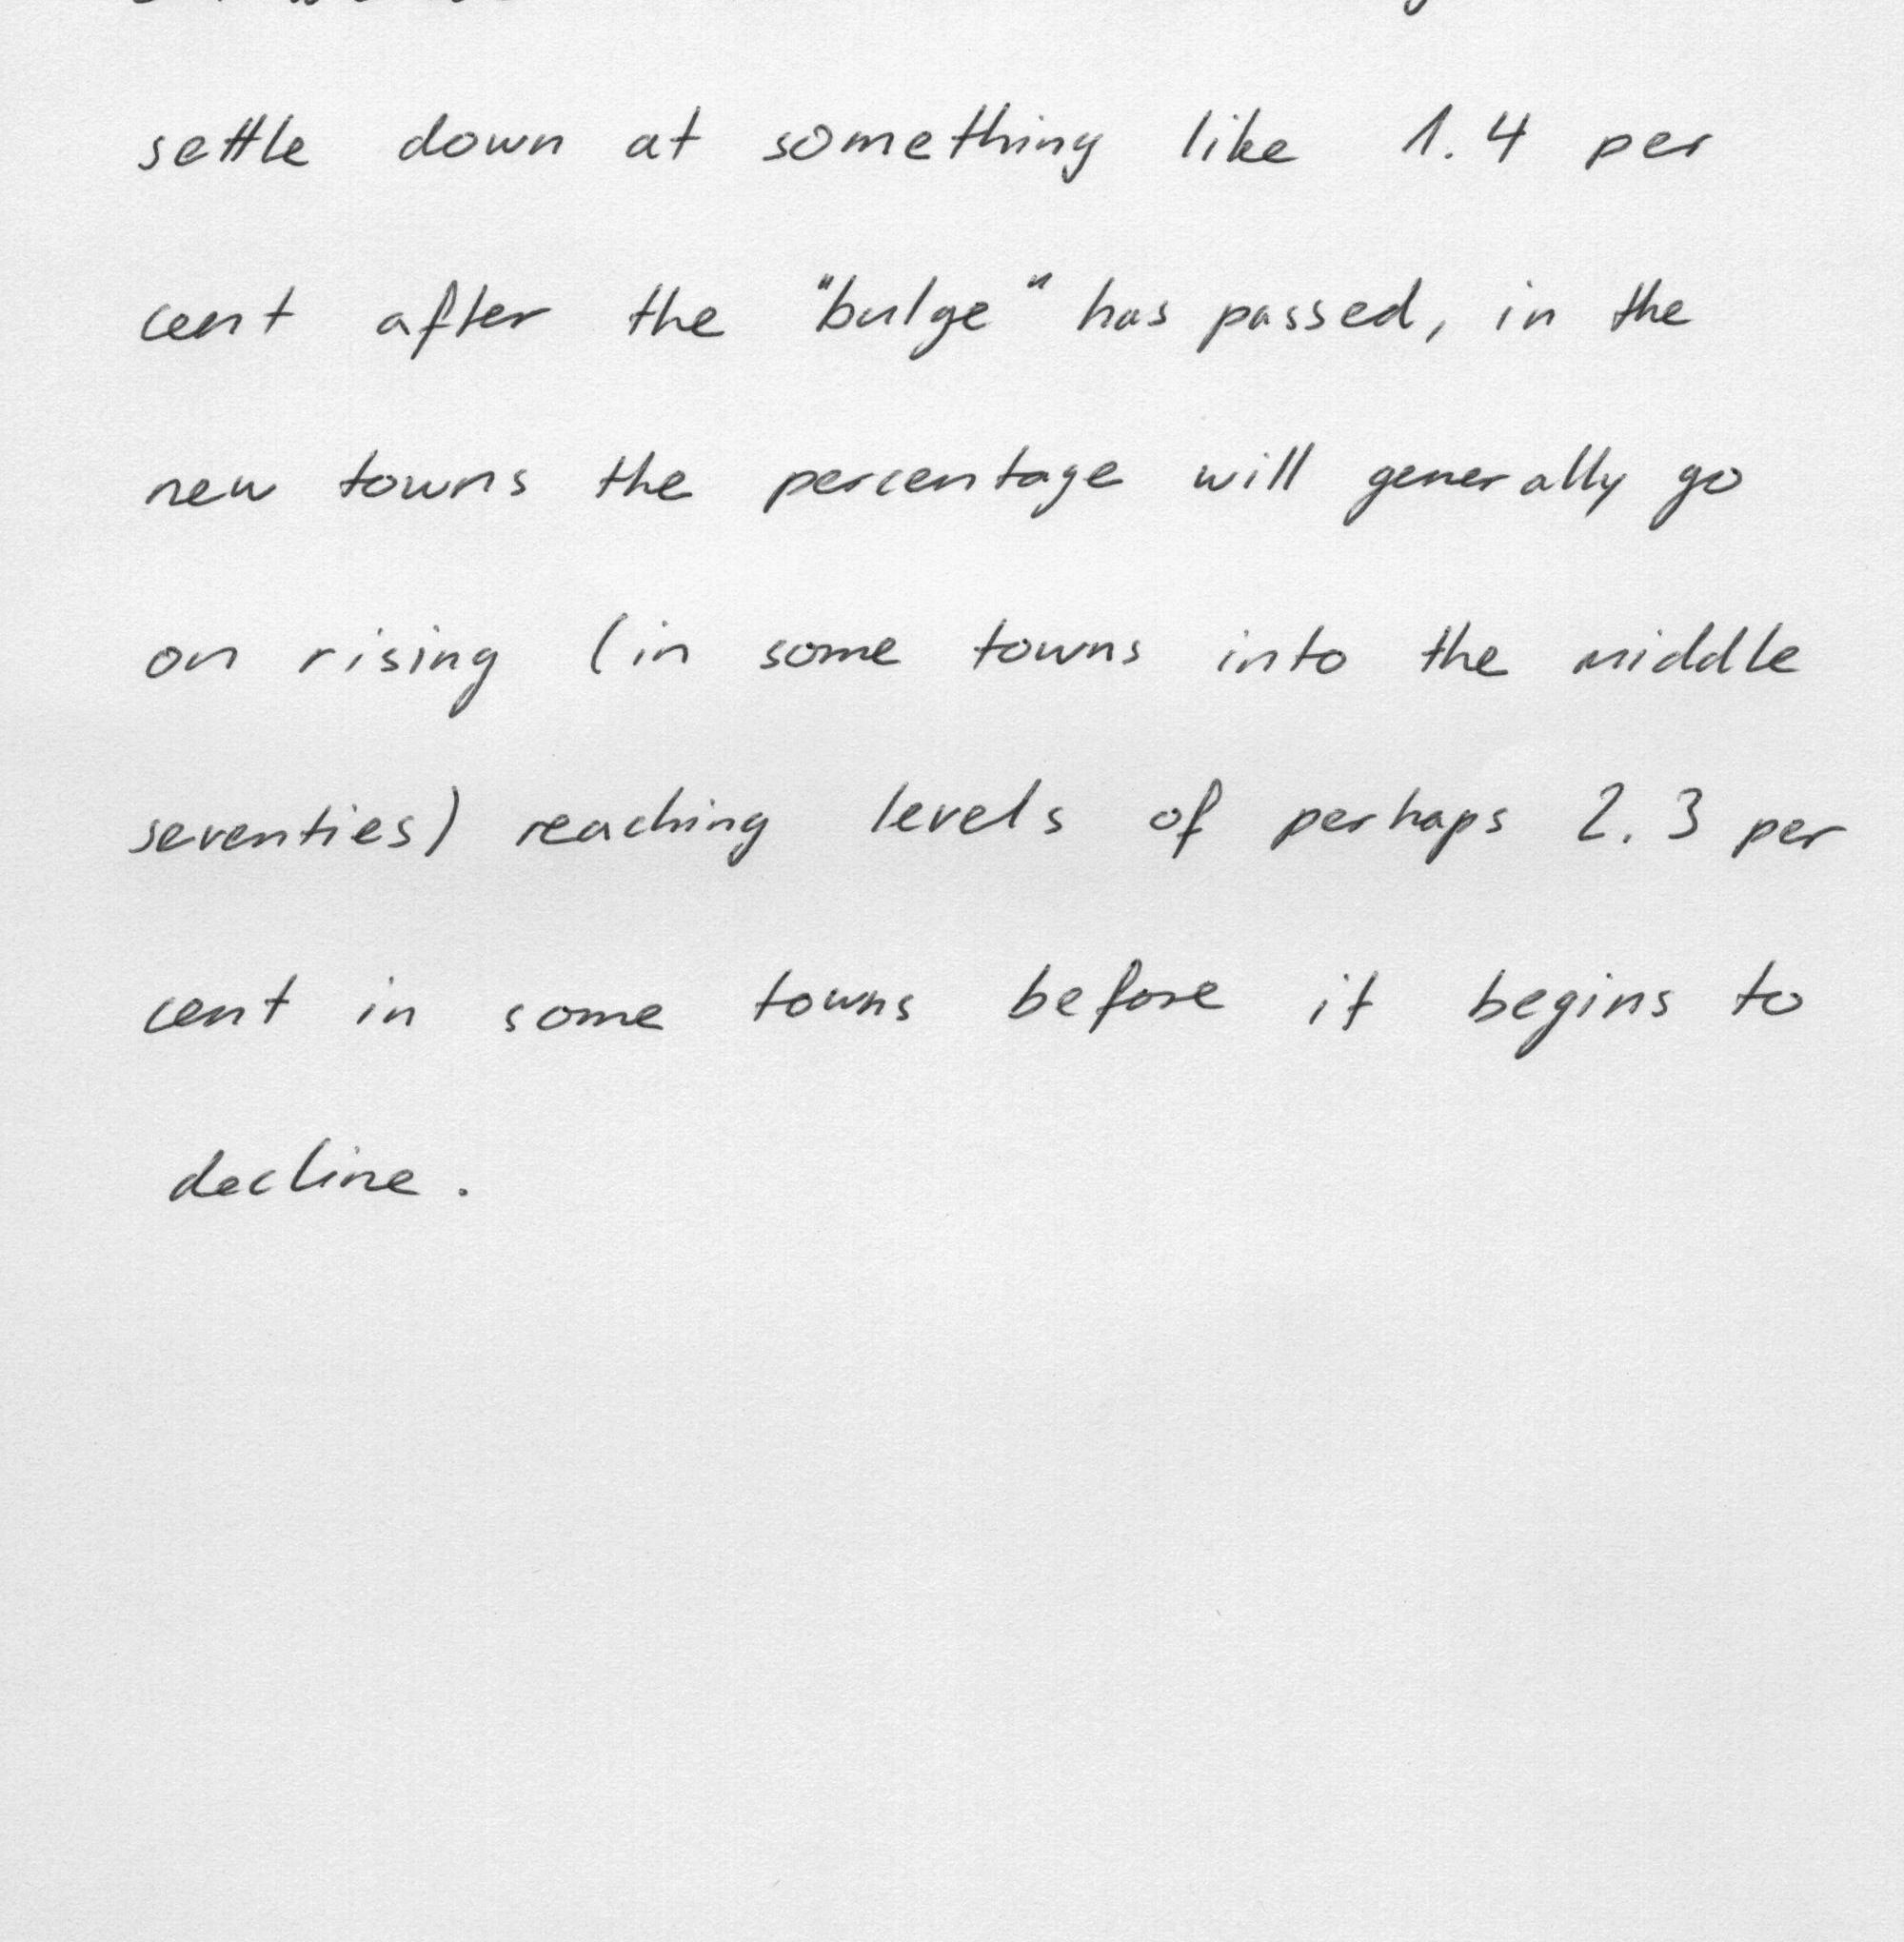 settle down at something like 1.4 per
cent after the "bulge" has passed, in the
new towns the percentage will generally go
on rising (in some towns into the middle
seventies) reaching levels of perhaps 2.3 per
cent in some towns before it begins to
decline.